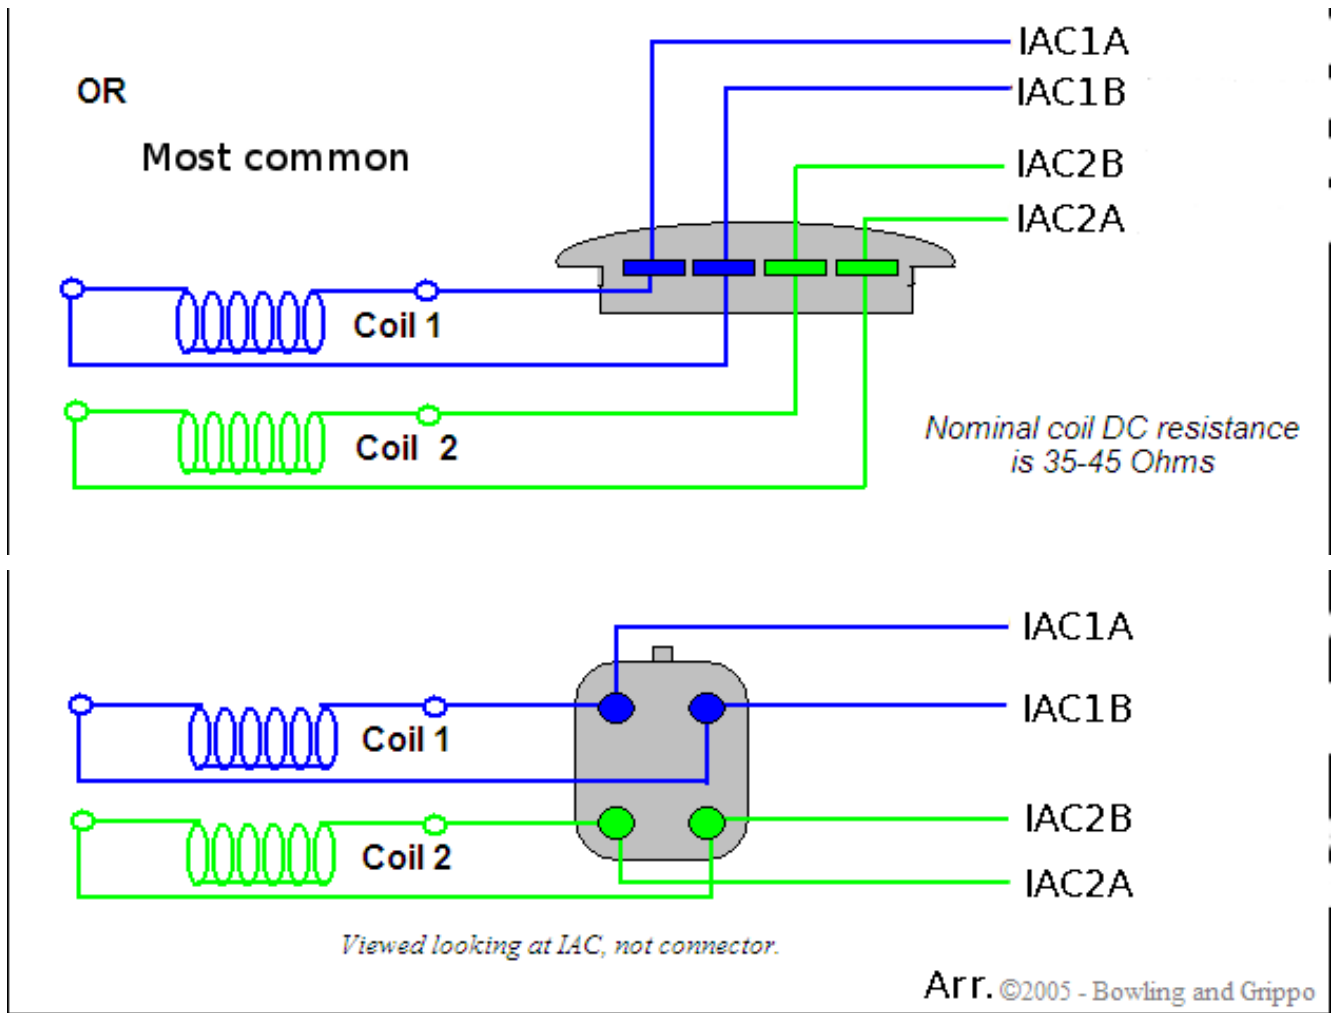 IAC1A
OR
IAC1B
Most common
IAC2B
IAC2A
Coil 1
Coil 2
Nominal coil DC resistance
is 35-45 Ohms
IAC1A
IAC1B
Coil 1
IAC2B
Coil 2
IAC2A
Viewed looking at IAC, not connector.
Arr. ©2005 - Bowling and Grippo